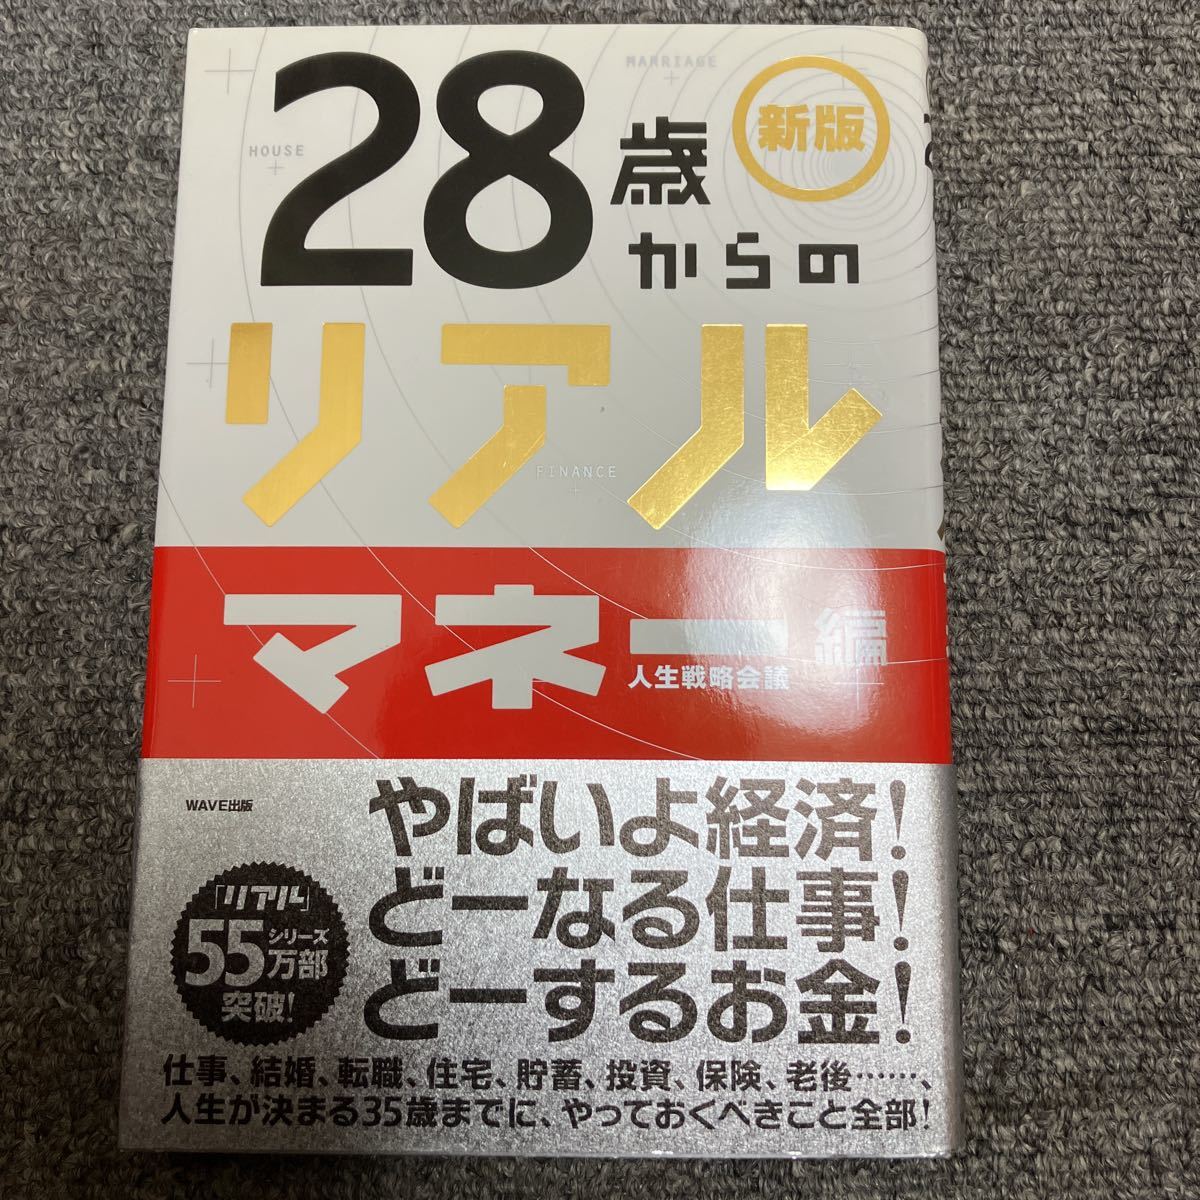 MARRIAGE
新版
HOUSE
28歳
からの
リアル
FINANCE
マネー編
人生戦略会議
WAVE出版
やばいよ経済!
どーなる仕事!
どーするお金!
「リアル」
シリーズ
55万部
突破!
仕事、結婚、転職、住宅、貯蓄、投資、保険、老後……、
人生が決まる35歳までに、やっておくべきこと全部!